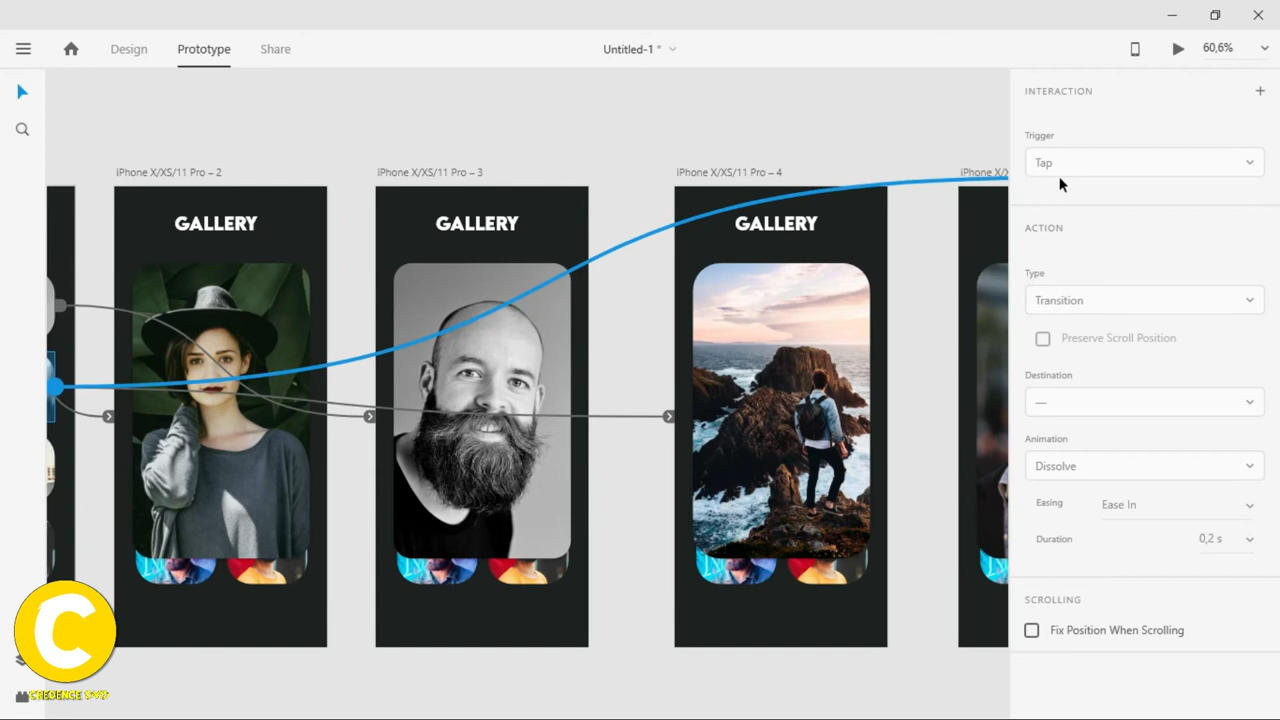 Design
Prototype
Share
Untitled-1 *
60,6%
INTERACTION
Trigger
Tap
ACTION
Type
Transition
Preserve Scroll Position
Destination
—
Animation
Dissolve
Easing
Ease In
Duration
0,2 s
SCROLLING
Fix Position When Scrolling
iPhone X/XS/11 Pro – 2
iPhone X/XS/11 Pro – 3
iPhone X/XS/11 Pro – 4
iPhone X/X
GALLERY
GALLERY
GALLERY
C
CREDENCE